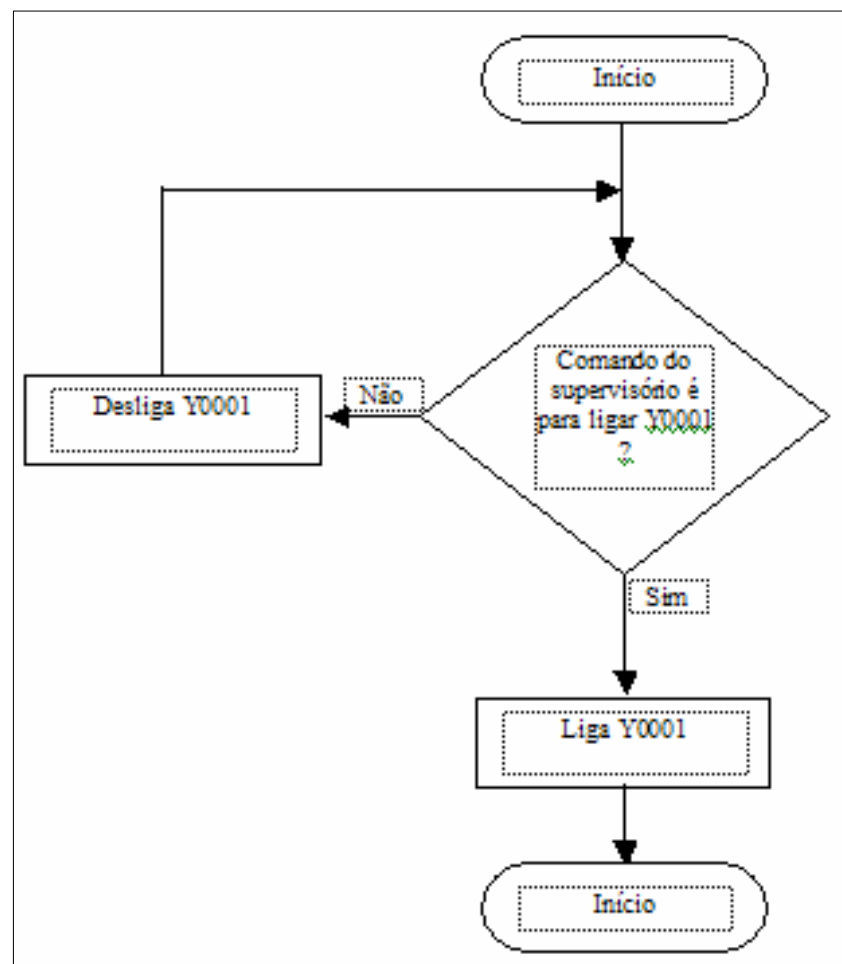 Início
Comando do
supervisório é
para ligar Y0001
?
Não
Desliga Y0001
Sim
Liga Y0001
Início